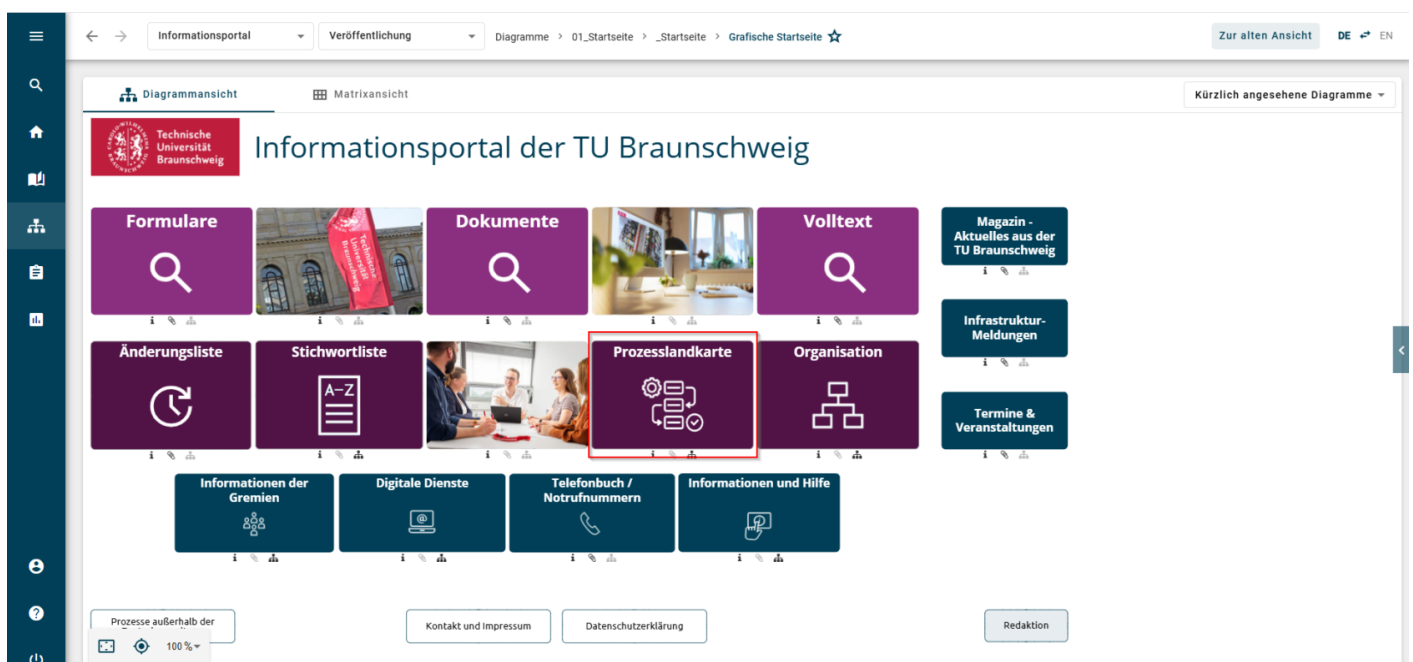 Informationsportal
Veröffentlichung
Diagramme > 01_Startseite > _Startseite > Grafische Startseite
Zur alten Ansicht
DE EN
Diagrammansicht
Matrixansicht
Kürzlich angesehene Diagramme
Technische
Universität
Braunschweig
Informationsportal der TU Braunschweig
Formulare
Technische
Universität
Braunschweig
Dokumente
Volltext
Magazin -
Aktuelles aus der
TU Braunschweig
Infrastruktur-
Meldungen
Änderungsliste
Stichwortliste
A–Z
Prozesslandkarte
Organisation
Termine &
Veranstaltungen
Informationen der
Gremien
Digitale Dienste
Telefonbuch /
Notrufnummern
Informationen und Hilfe
Prozesse außerhalb der
Kontakt und Impressum
Datenschutzerklärung
Redaktion
100 %